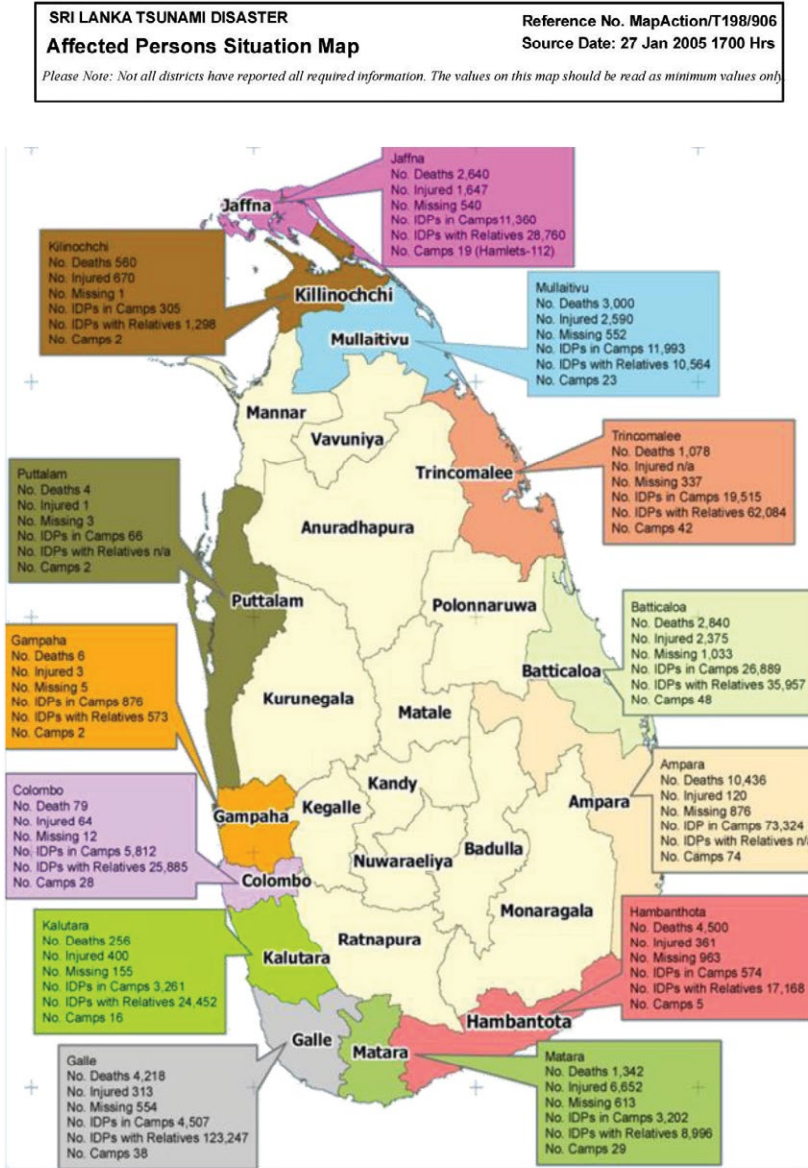 SRI LANKA TSUNAMI DISASTER
Affected Persons Situation Map
Reference No. MapAction/T198/906
Source Date: 27 Jan 2005 1700 Hrs
Please Note: Not all districts have reported all required information. The values on this map should be read as minimum values only.
Jaffna
No. Deaths 2,640
No. Injured 1,647
No. Missing 540
No. IDPs in Camps11,360
No. IDPs with Relatives 28,760
No. Camps 19 (Hamlets-112)
Jaffna
Kilinochchi
No. Deaths 560
No. Injured 670
No. Missing 1
No. IDPs in Camps 305
No. IDPs with Relatives 1,298
No. Camps 2
Killinochchi
Mullaitivu
No. Deaths 3,000
No. Injured 2,590
No. Missing 552
No. IDPs in Camps 11,993
No. IDPs with Relatives 10,564
No. Camps 23
Mullaitivu
Mannar
Vavuniya
Trincomalee
Trincomalee
No. Deaths 1,078
No. Injured n/a
No. Missing 337
No. IDPs in Camps 19,515
No. IDPs with Relatives 62,084
No. Camps 42
Puttalam
No. Deaths 4
No. Injured 1
No. Missing 3
No. IDPs in Camps 66
No. IDPs with Relatives n/a
No. Camps 2
Anuradhapura
Puttalam
Polonnaruwa
Batticaloa
No. Deaths 2,840
No. Injured 2,375
No. Missing 1,033
No. IDPs in Camps 26,889
No. IDPs with Relatives 35,957
No. Camps 48
Batticaloa
Gampaha
No. Deaths 6
No. Injured 3
No. Missing 5
No. IDPs in Camps 876
No. IDPs with Relatives 573
No. Camps 2
Kurunegala
Matale
Ampara
No. Deaths 10,436
No. Injured 120
No. Missing 876
No. IDP in Camps 73,324
No. IDPs with Relatives n/
No. Camps 74
Kandy
Ampara
Colombo
No. Death 79
No. Injured 64
No. Missing 12
No. IDPs in Camps 5,812
No. IDPs with Relatives 25,885
No. Camps 28
Gampaha
Kegalle
Nuwaraeliya
Badulla
Colombo
Monaragala
Kalutara
No. Deaths 256
No. Injured 400
No. Missing 155
No. IDPs in Camps 3,261
No. IDPs with Relatives 24,452
No. Camps 16
Ratnapura
Kalutara
Hambanthota
No. Deaths 4,500
No. Injured 361
No. Missing 963
No. IDPs in Camps 574
No. IDPs with Relatives 17,168
No. Camps 5
Hambantota
Galle
Matara
Galle
No. Deaths 4,218
No. Injured 313
No. Missing 554
No. IDPs in Camps 4,507
No. IDPs with Relatives 123,247
No. Camps 38
Matara
No. Deaths 1,342
No. Injured 6,652
No. Missing 613
No. IDPs in Camps 3,202
No. IDPs with Relatives 8,996
No. Camps 29